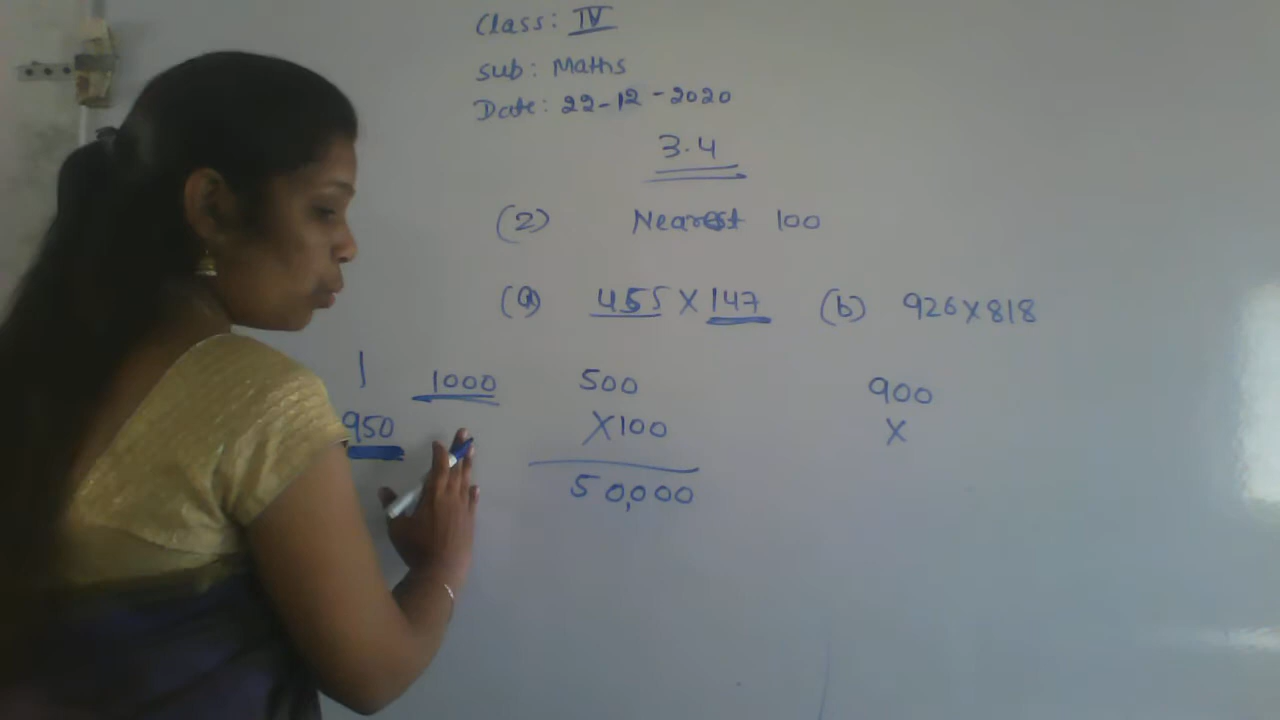 Class: IV
Sub: Maths
Date: 22-12-2020
3.4
(2) Nearest 100
(a) 455 X 147 (b) 926 X 818
1 1000 500 900
950 X 100 X
50,000